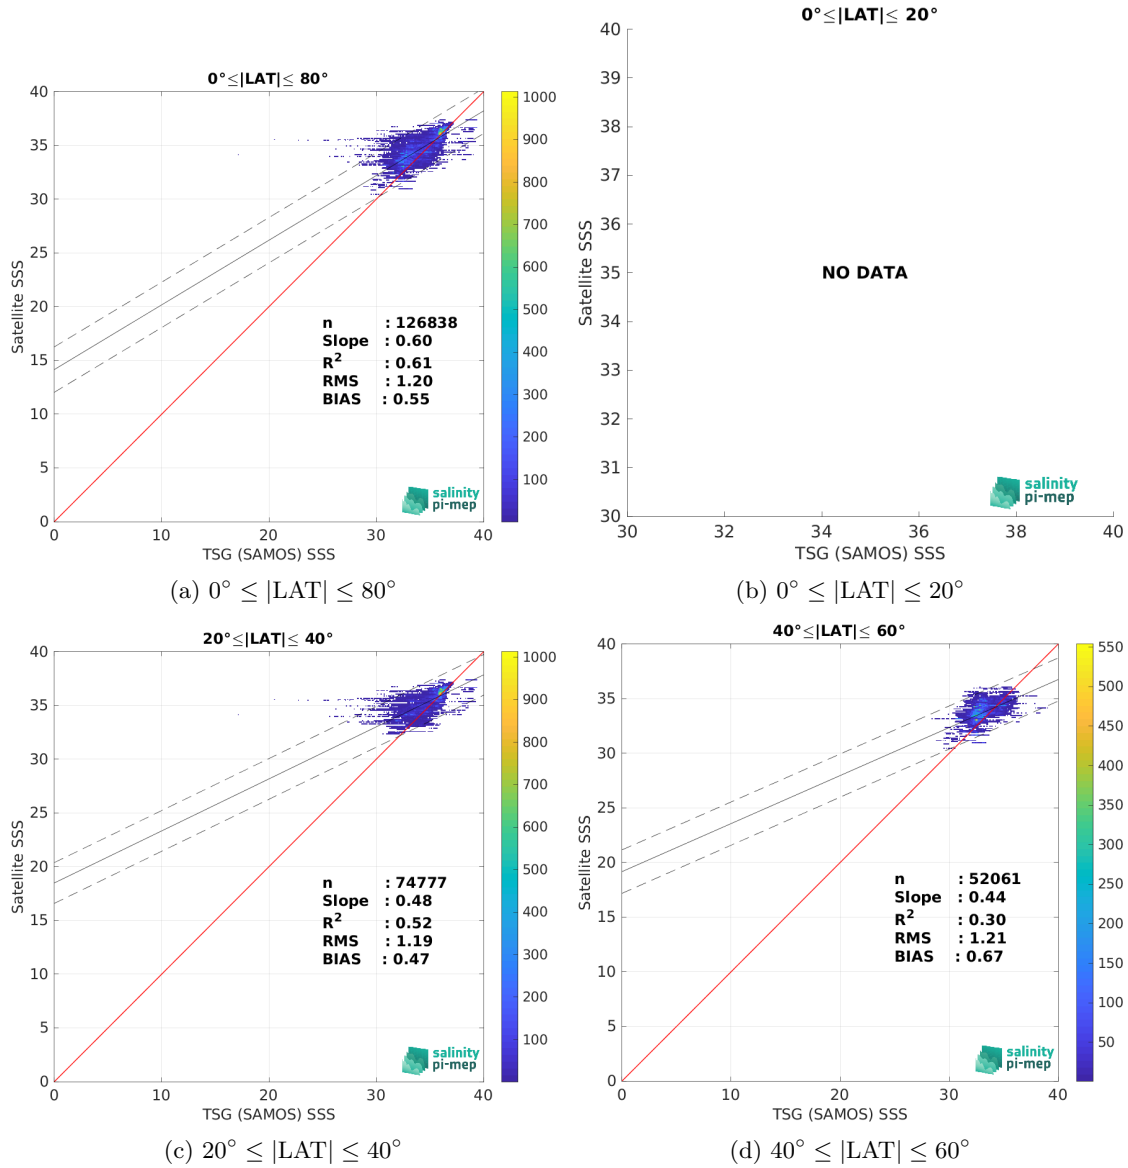 0°≤|LAT|≤ 80°
40
35
30
25
20
15
10
5
0
Satellite SSS
n : 126838
Slope : 0.60
R2 : 0.61
RMS : 1.20
BIAS : 0.55
salinity
pi-mep
0 10 20 30 40
TSG (SAMOS) SSS
1000
900
800
700
600
500
400
300
200
100
(a) 0° ≤ |LAT| ≤ 80°
0°≤|LAT|≤ 20°
40
39
38
37
36
35
34
33
32
31
30
Satellite SSS
NO DATA
salinity
pi-mep
30 32 34 36 38 40
TSG (SAMOS) SSS
(b) 0° ≤ |LAT| ≤ 20°
20°≤|LAT|≤ 40°
40
35
30
25
20
15
10
5
0
Satellite SSS
n : 74777
Slope : 0.48
R2 : 0.52
RMS : 1.19
BIAS : 0.47
salinity
pi-mep
0 10 20 30 40
TSG (SAMOS) SSS
1000
900
800
700
600
500
400
300
200
100
(c) 20° ≤ |LAT| ≤ 40°
40°≤|LAT|≤ 60°
40
35
30
25
20
15
10
5
0
Satellite SSS
n : 52061
Slope : 0.44
R2 : 0.30
RMS : 1.21
BIAS : 0.67
salinity
pi-mep
0 10 20 30 40
TSG (SAMOS) SSS
550
500
450
400
350
300
250
200
150
100
50
(d) 40° ≤ |LAT| ≤ 60°